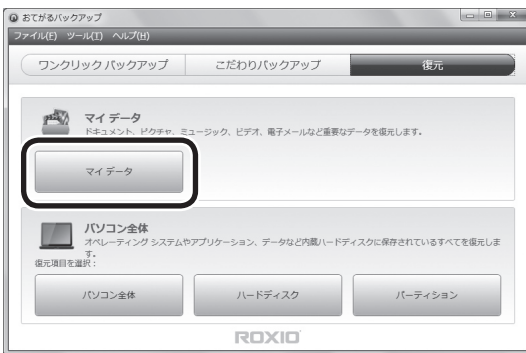 おてがるバックアップ
ファイル(F) ツール(T) ヘルプ(H)
ワンクリック バックアップ
こだわりバックアップ
復元
マイ データ
ドキュメント、ピクチャ、ミュージック、ビデオ、電子メールなど重要なデータを復元します。
マイ データ
パソコン全体
オペレーティング システムやアプリケーション、データなど内蔵ハードディスクに保存されているすべてを復元しま
す。
復元項目を選択：
パソコン全体
ハードディスク
パーティション
ROXIO